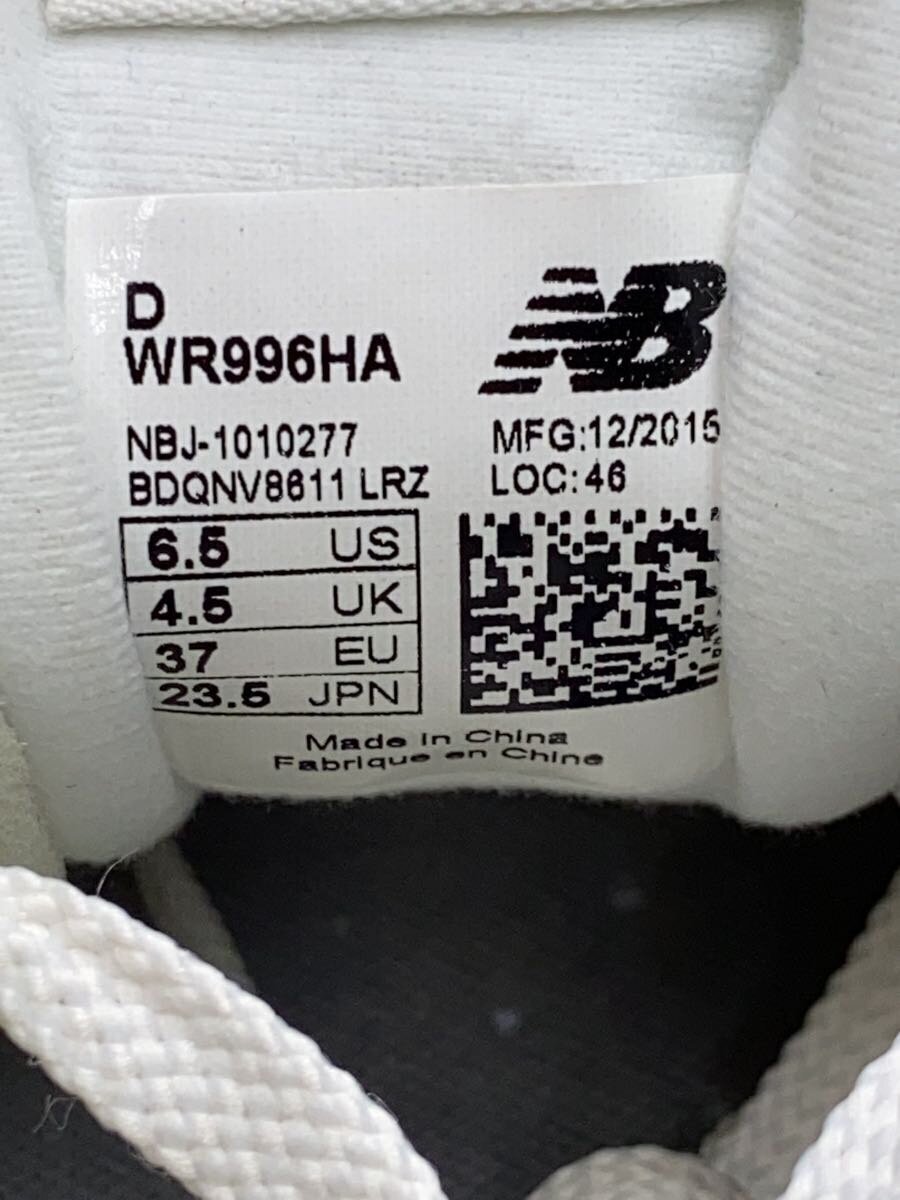 D
WR996HA
NB
NBJ-1010277
BDQNV8611 LRZ
MFG:12/2015
LOC:46
6.5 US
4.5 UK
37 EU
23.5 JPN
Made in China
Fabrique en Chine